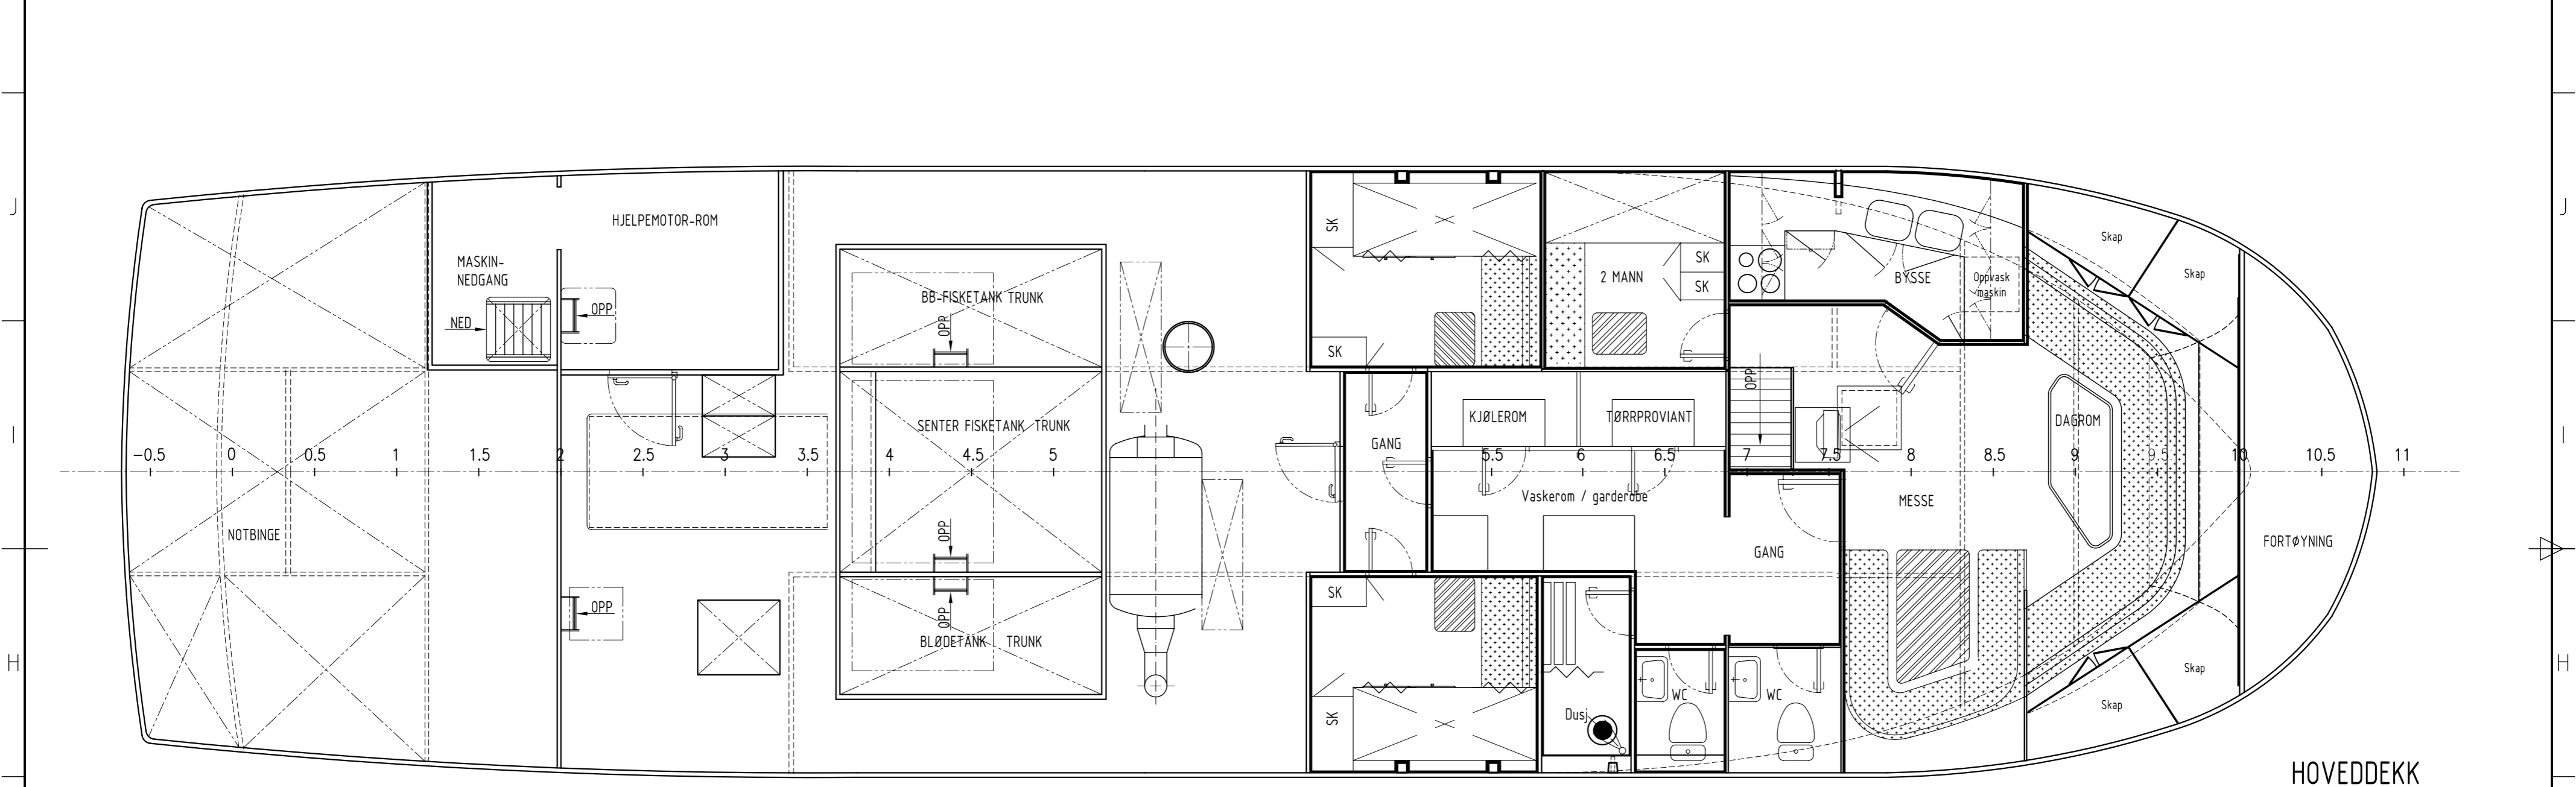 J
J
HJELPEMOTOR-ROM
SK
Skap
MASKIN-
NEDGANG
2 MANN
SK
BYSSE
Oppvask
maskin
Skap
SK
BB-FISKETANK TRUNK
OPP
NED
OPP
SK
OPP
KJØLEROM
TØRRPROVIANT
DAGROM
SENTER FISKETANK TRUNK
GANG
I
I
-0.5 0 0.5 1 1.5 2 2.5 3 3.5 4 4.5 5 5.5 6 6.5 7 7.5 8 8.5 9 9.5 10 10.5 11
Vaskerom / garderobe
MESSE
NOTBINGE
OPP
GANG
FORTØYNING
SK
OPP
OPP
BLØDETANK TRUNK
H
H
Skap
WC
WC
Skap
SK
Dusj
HOVEDDEKK